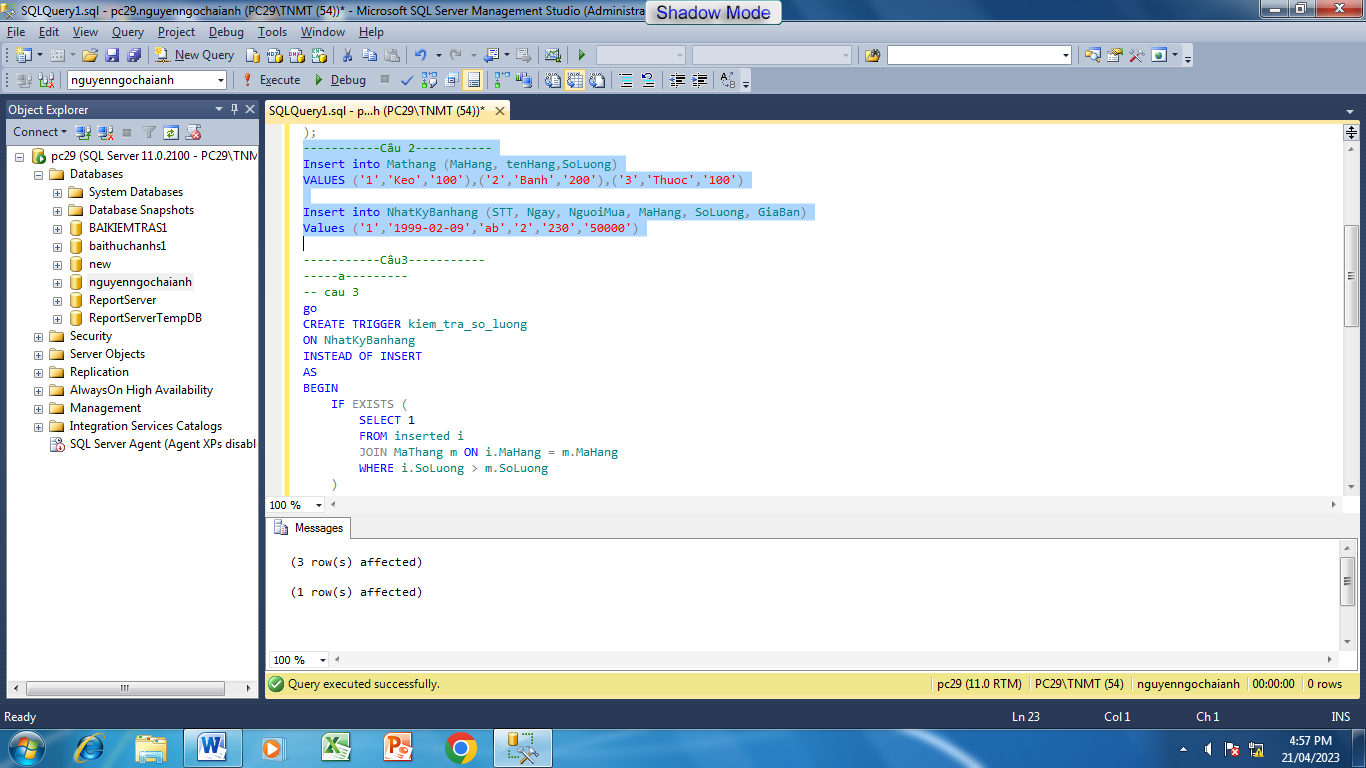 SQLQuery1.sql - pc29.nguyenngochaianh (PC29\TNMT (54))* - Microsoft SQL Server Management Studio (Administra
Shadow Mode
File Edit View Query Project Debug Tools Window Help
New Query
nguyenngochaianh Execute Debug
Object Explorer
SQLQuery1.sql - p...h (PC29\TNMT (54))*
Connect
pc29 (SQL Server 11.0.2100 - PC29\TNM
Databases
System Databases
Database Snapshots
BAIKIEMTRAS1
baithuchanhs1
new
nguyenngochaianh
ReportServer
ReportServerTempDB
Security
Server Objects
Replication
AlwaysOn High Availability
Management
Integration Services Catalogs
SQL Server Agent (Agent XPs disabl
);
-----------Câu 2-----------
Insert into Mathang (MaHang, tenHang,SoLuong)
VALUES ('1','Keo','100'),('2','Banh','200'),('3','Thuoc','100')
Insert into NhatKyBanhang (STT, Ngay, NguoiMua, MaHang, SoLuong, GiaBan)
Values ('1','1999-02-09','ab','2','230','50000')
-----------Câu3-----------
-----a---------
-- cau 3
go
CREATE TRIGGER kiem_tra_so_luong
ON NhatKyBanhang
INSTEAD OF INSERT
AS
BEGIN
IF EXISTS (
SELECT 1
FROM inserted i
JOIN MaThang m ON i.MaHang = m.MaHang
WHERE i.SoLuong > m.SoLuong
)
100 %
Messages
(3 row(s) affected)
(1 row(s) affected)
100 %
Query executed successfully. pc29 (11.0 RTM) PC29\TNMT (54) nguyenngochaianh 00:00:00 0 rows
Ready Ln 23 Col 1 Ch 1 INS
4:57 PM
21/04/2023